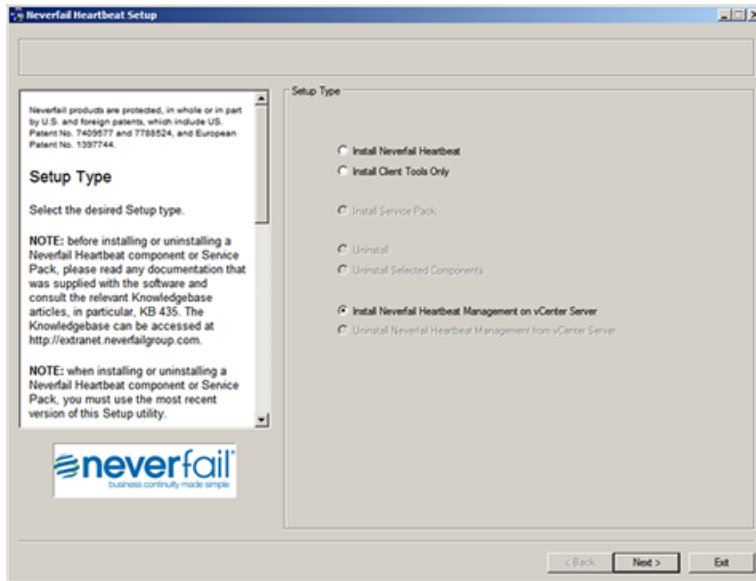 Neverfail Heartbeat Setup
Neverfail products are protected, in whole or in part
by U.S. and foreign patents, which include US.
Patent No. 7409577 and 7788524, and European
Patent No. 1397744.
Setup Type
Select the desired Setup type.
NOTE: before installing or uninstalling a
Neverfail Heartbeat component or Service
Pack, please read any documentation that
was supplied with the software and
consult the relevant Knowledgebase
articles, in particular, KB 435. The
Knowledgebase can be accessed at
http://extranet.neverfailgroup.com.
NOTE: when installing or uninstalling a
Neverfail Heartbeat component or Service
Pack, you must use the most recent
version of this Setup utility.
neverfail
business continuity made simple
Setup Type
Install Neverfail Heartbeat
Install Client Tools Only
Install Service Pack
Uninstall
Uninstall Selected Components
Install Neverfail Heartbeat Management on vCenter Server
Uninstall Neverfail Heartbeat Management from vCenter Server
< Back
Next >
Exit